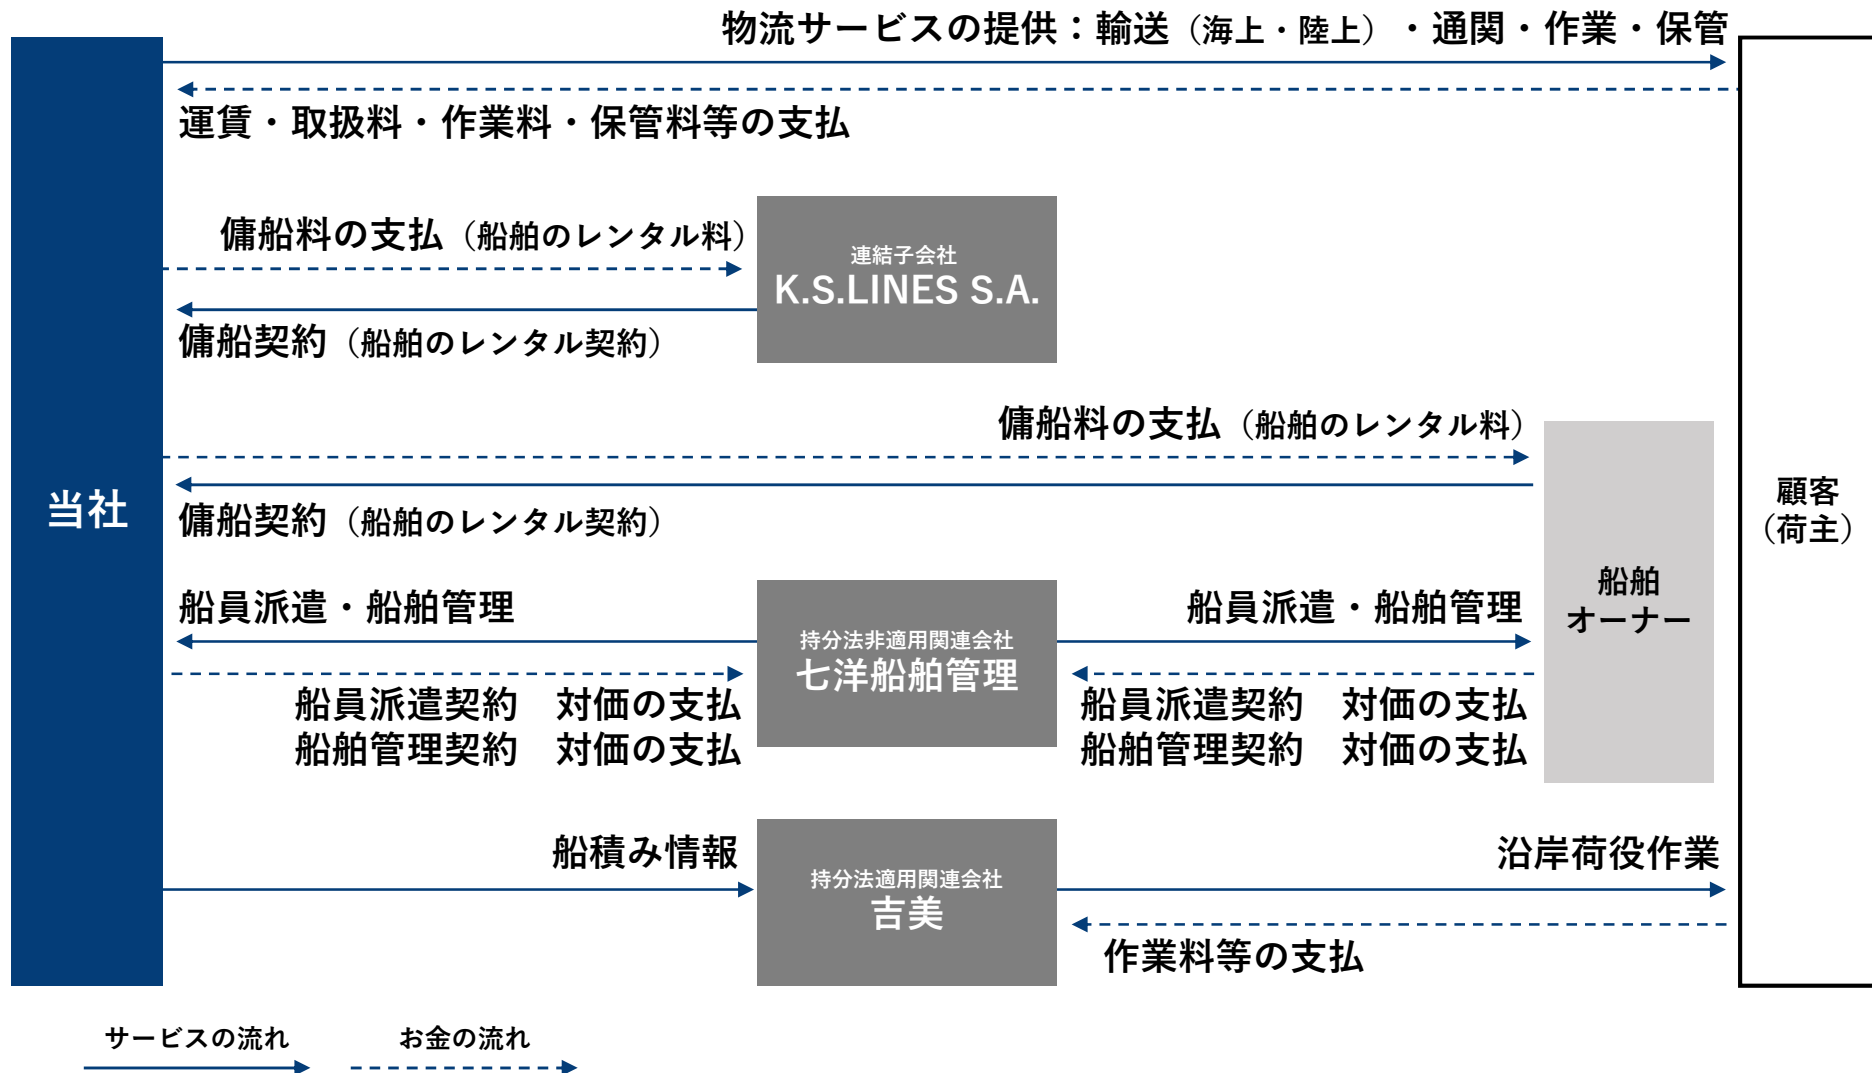 物流サービスの提供：輸送（海上・陸上）・通関・作業・保管
運賃・取扱料・作業料・保管料等の支払
傭船料の支払（船舶のレンタル料）
連結子会社
K.S.LINES S.A.
傭船契約（船舶のレンタル契約）
傭船料の支払（船舶のレンタル料）
当社
傭船契約（船舶のレンタル契約）
顧客
（荷主）
船舶
オーナー
船員派遣・船舶管理
持分法非適用関連会社
七洋船舶管理
船員派遣・船舶管理
船員派遣契約　対価の支払
船舶管理契約　対価の支払
船員派遣契約　対価の支払
船舶管理契約　対価の支払
船積み情報
持分法適用関連会社
吉美
沿岸荷役作業
作業料等の支払
サービスの流れ
お金の流れ